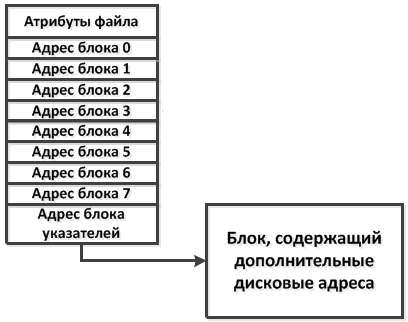 Атрибуты файла
Адрес блока 0
Адрес блока 1
Адрес блока 2
Адрес блока 3
Адрес блока 4
Адрес блока 5
Адрес блока 6
Адрес блока 7
Адрес блока
указателей
Блок, содержащий
дополнительные
дисковые адреса